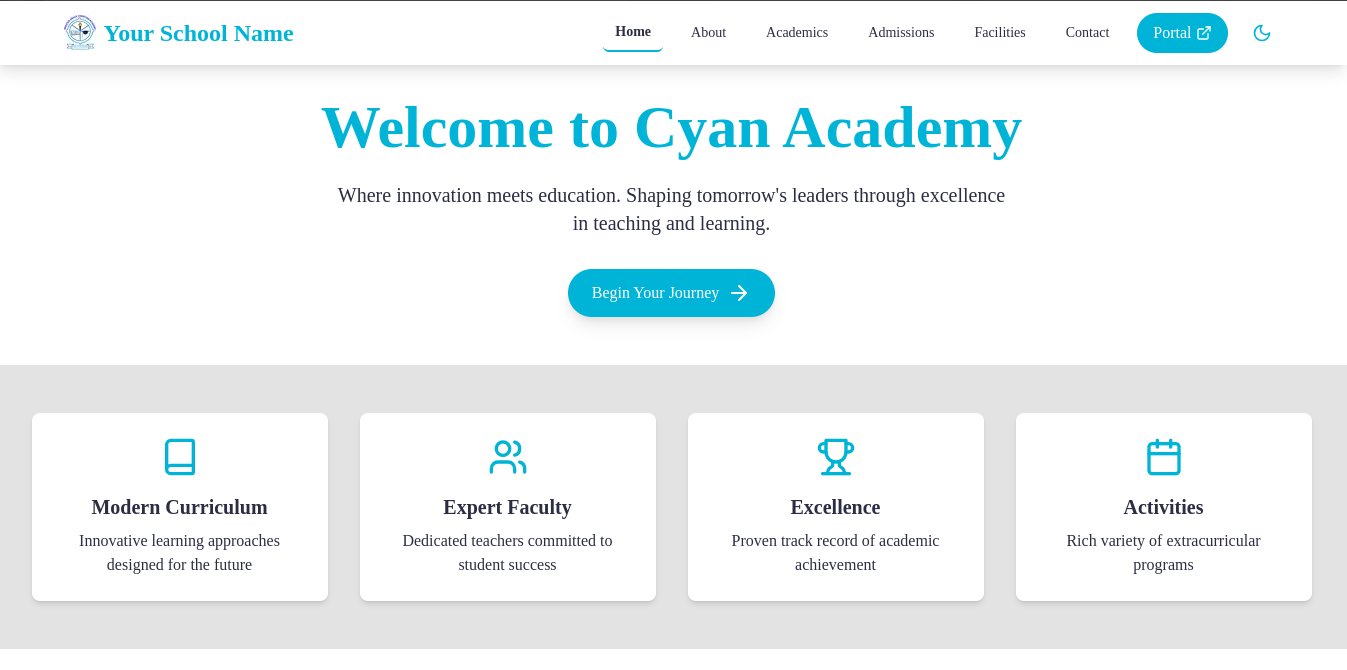 Your School Name
Home
About
Academics
Admissions
Facilities
Contact
Portal
Welcome to Cyan Academy
Where innovation meets education. Shaping tomorrow's leaders through excellence
in teaching and learning.
Begin Your Journey
Modern Curriculum
Innovative learning approaches
designed for the future
Expert Faculty
Dedicated teachers committed to
student success
Excellence
Proven track record of academic
achievement
Activities
Rich variety of extracurricular
programs